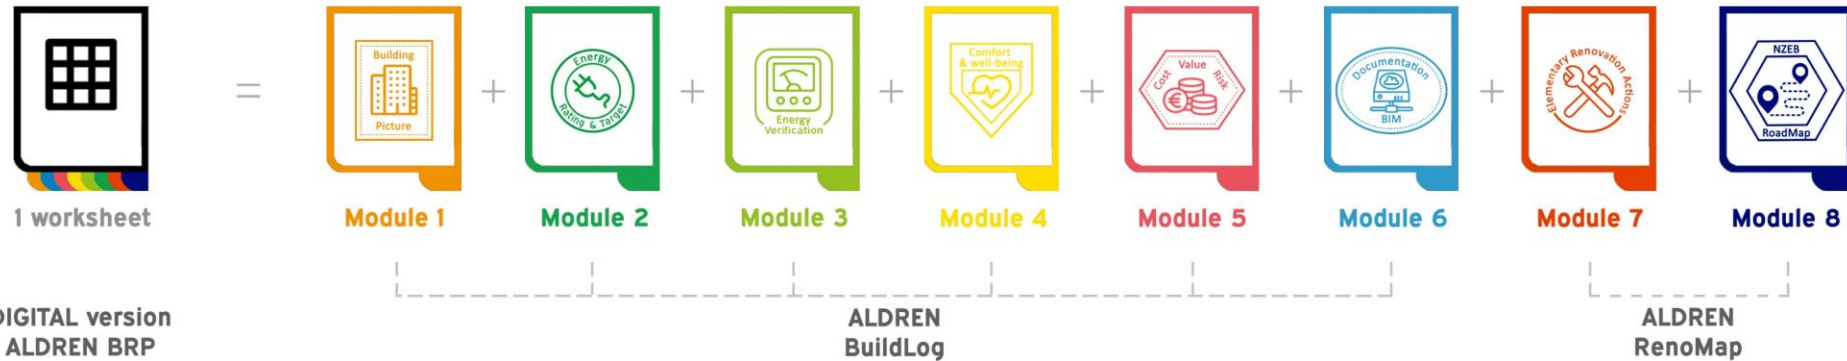 Building
Picture
Energy
Rating & Target
Energy
Verification
Comfort
& well-being
Cost
Value
Risk
Documentation
BIM
Elementary Renovation Actions
NZEB
RoadMap
=
+
+
+
+
+
+
+
1 worksheet
Module 1
Module 2
Module 3
Module 4
Module 5
Module 6
Module 7
Module 8
DIGITAL version
ALDREN BRP
ALDREN
BuildLog
ALDREN
RenoMap